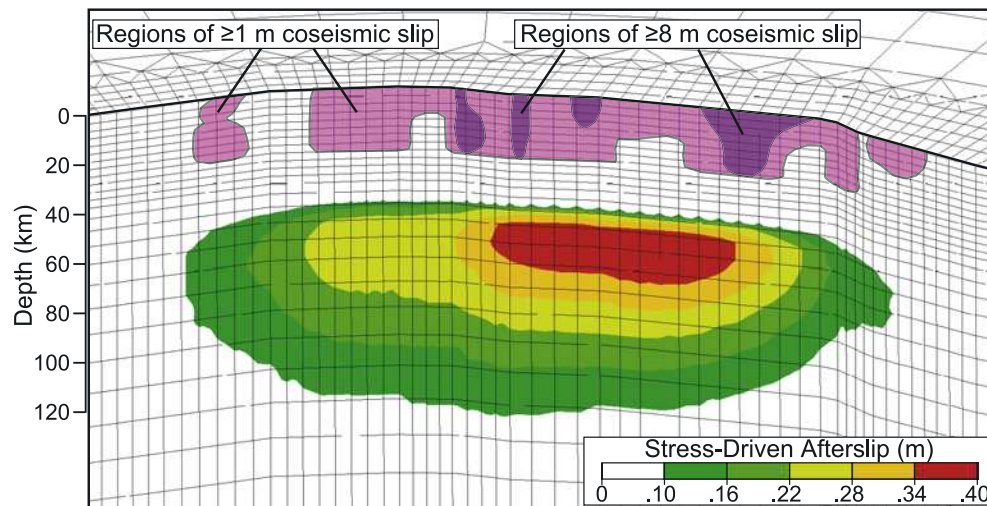 Regions of ≥1 m coseismic slip
Regions of ≥8 m coseismic slip
Depth (km)
0
20
40
60
80
100
120
Stress-Driven Afterslip (m)
0 .10 .16 .22 .28 .34 .40